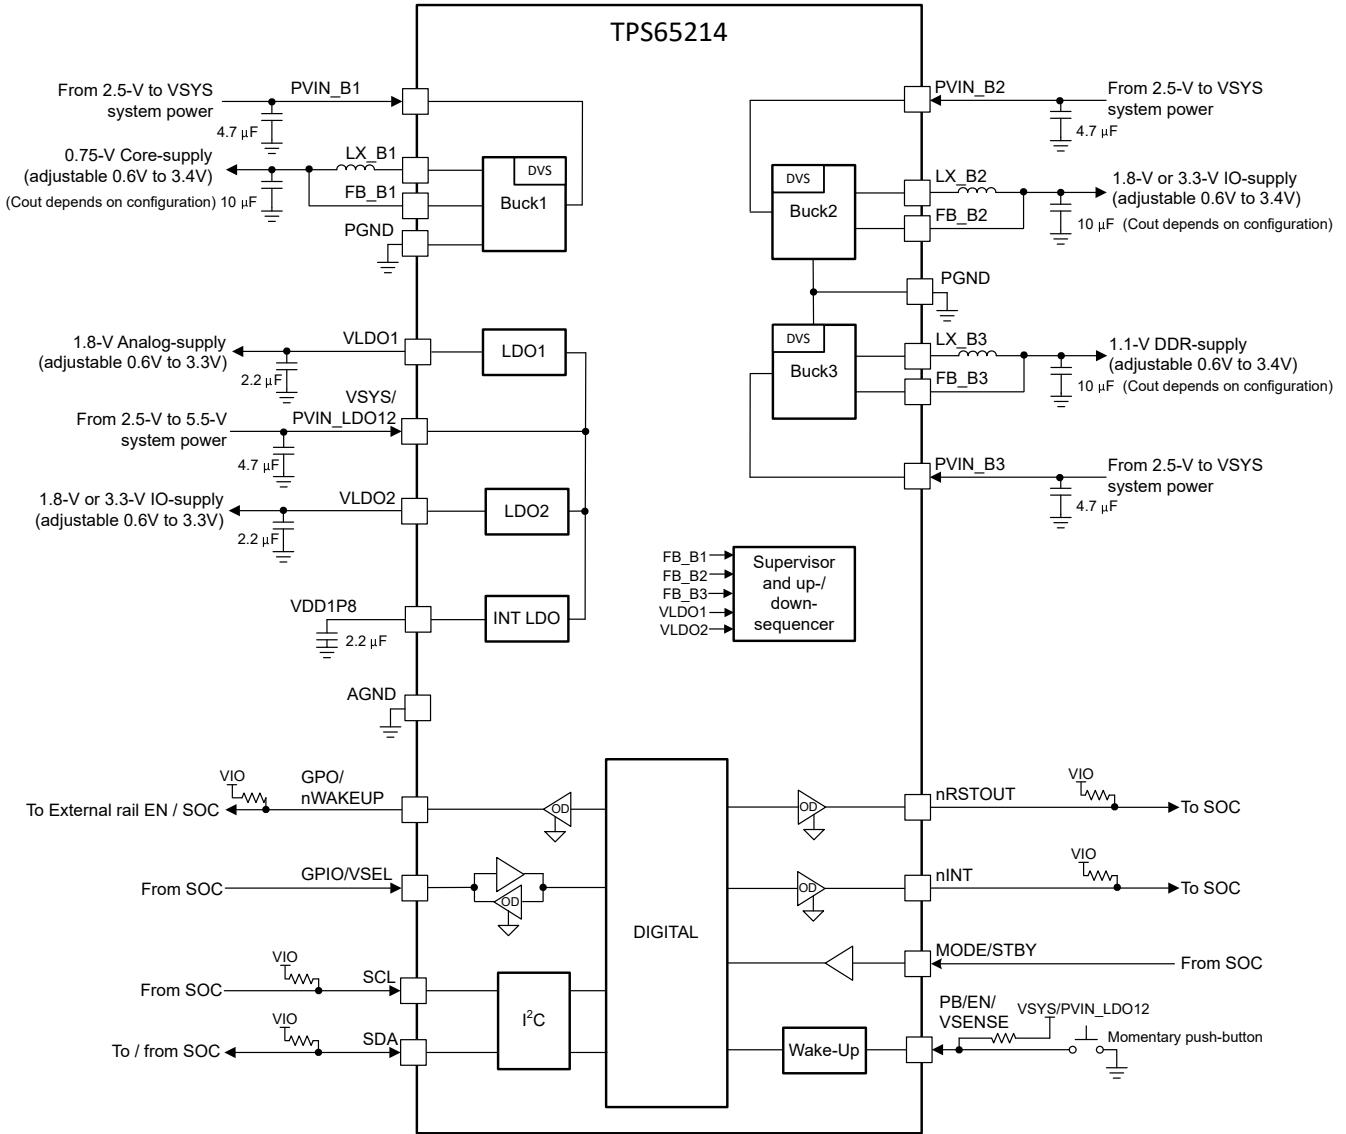 TPS65214
From 2.5-V to VSYS
system power
PVIN_B1
4.7 μF
0.75-V Core-supply
(adjustable 0.6V to 3.4V)
(Cout depends on configuration) 10 μF
LX_B1
FB_B1
PGND
DVS
Buck1
PVIN_B2
From 2.5-V to VSYS
system power
4.7 μF
DVS
Buck2
LX_B2
FB_B2
1.8-V or 3.3-V IO-supply
(adjustable 0.6V to 3.4V)
10 μF (Cout depends on configuration)
PGND
1.8-V Analog-supply
(adjustable 0.6V to 3.3V)
VLDO1
2.2 μF
LDO1
DVS
Buck3
LX_B3
FB_B3
1.1-V DDR-supply
(adjustable 0.6V to 3.4V)
10 μF (Cout depends on configuration)
From 2.5-V to 5.5-V
system power
VSYS/
PVIN_LDO12
4.7 μF
PVIN_B3
From 2.5-V to VSYS
system power
4.7 μF
1.8-V or 3.3-V IO-supply
(adjustable 0.6V to 3.3V)
VLDO2
2.2 μF
LDO2
FB_B1
FB_B2
FB_B3
VLDO1
VLDO2
Supervisor
and up-/
down-
sequencer
VDD1P8
2.2 μF
INT LDO
AGND
VIO
GPO/
nWAKEUP
To External rail EN / SOC
OD
OD
nRSTOUT
VIO
To SOC
From SOC
GPIO/VSEL
OD
DIGITAL
OD
nINT
VIO
To SOC
MODE/STBY
From SOC
VIO
From SOC
SCL
I2C
VIO
To / from SOC
SDA
Wake-Up
PB/EN/
VSENSE
VSYS/PVIN_LDO12
Momentary push-button